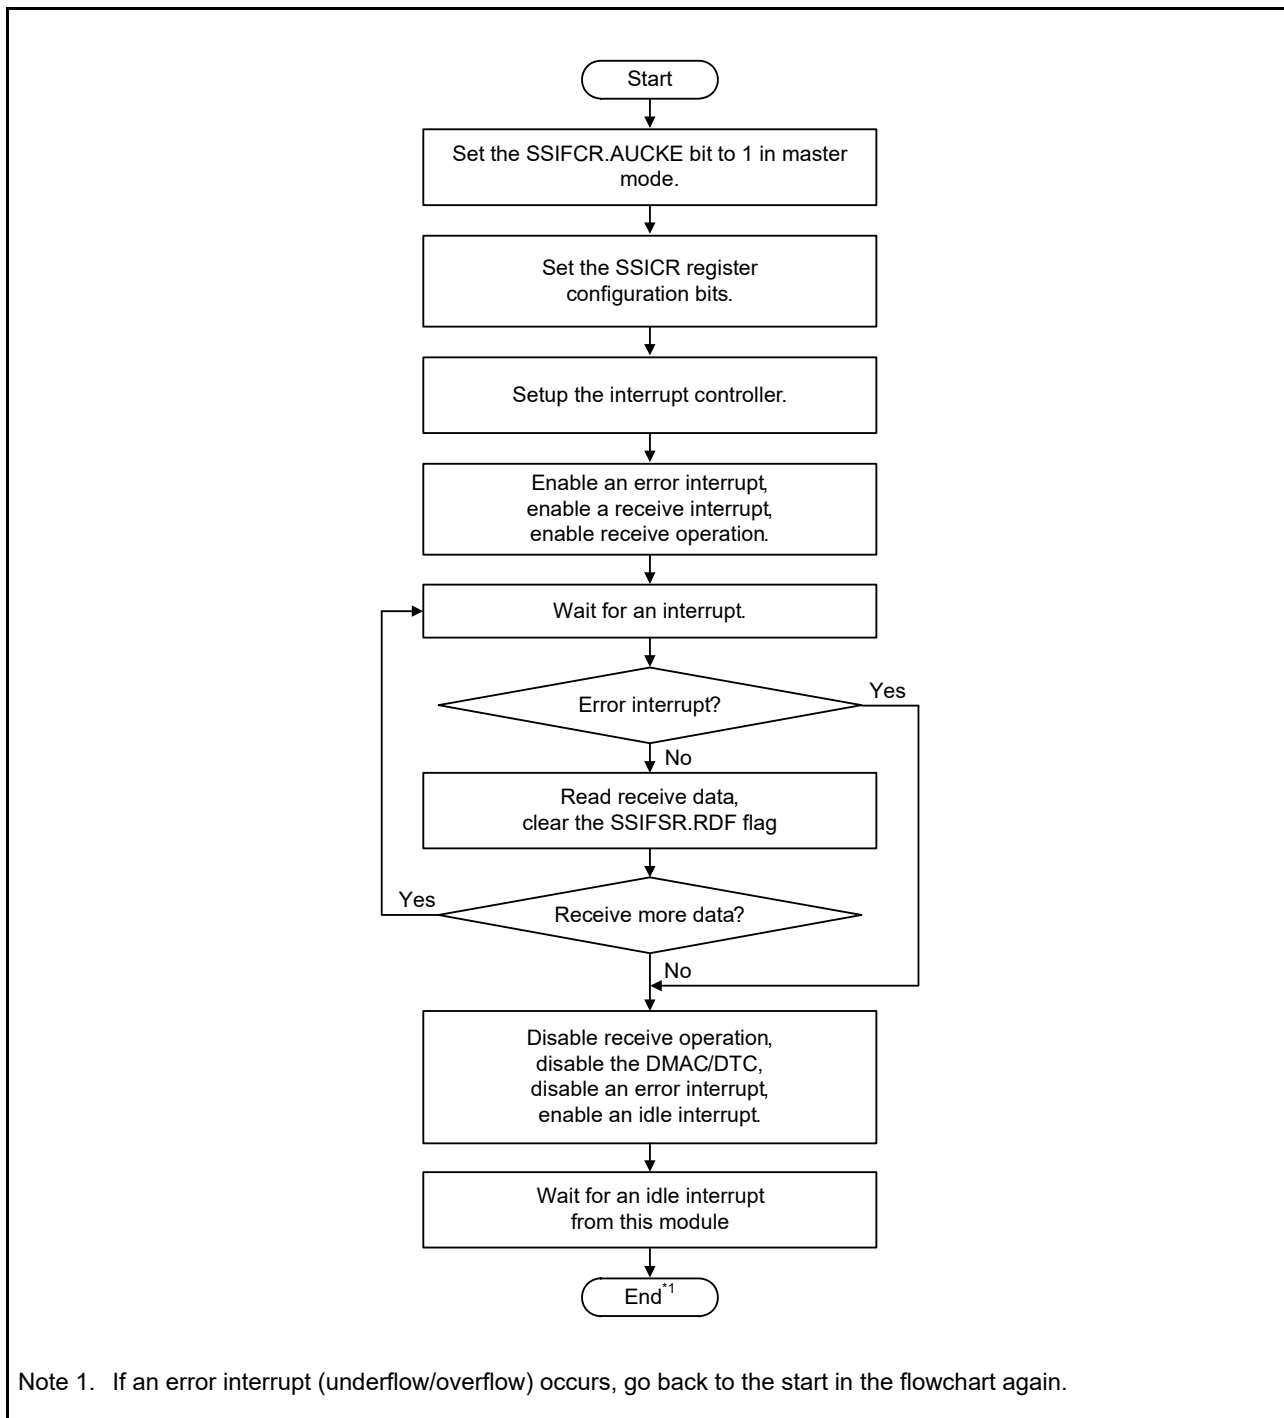 Start
Set the SSIFCR.AUCKE bit to 1 in master
mode.
Set the SSICR register
configuration bits.
Setup the interrupt controller.
Enable an error interrupt,
enable a receive interrupt,
enable receive operation.
Wait for an interrupt.
Error interrupt?
Yes
No
Read receive data,
clear the SSIFSR.RDF flag
Yes
Receive more data?
No
Disable receive operation,
disable the DMAC/DTC,
disable an error interrupt,
enable an idle interrupt.
Wait for an idle interrupt
from this module
End*1
Note 1. If an error interrupt (underflow/overflow) occurs, go back to the start in the flowchart again.